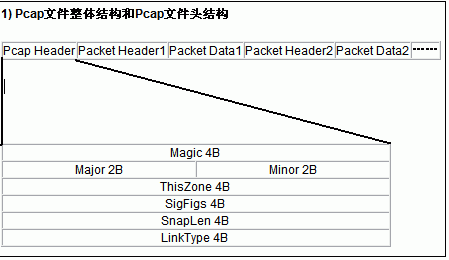 1) Pcap文件整体结构和Pcap文件头结构
Pcap Header Packet Header1 Packet Data1 Packet Header2 Packet Data2 -----
Magic 4B
Major 2B Minor 2B
ThisZone 4B
SigFigs 4B
SnapLen 4B
LinkType 4B